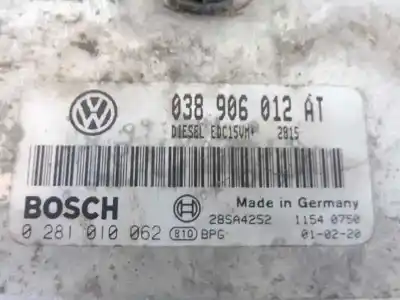 038 906 012 AT
DIESEL EDC15VM+ 2815
BOSCH
Made in Germany
28SA4252 1154 0750
0 281 010 062 810 BPG 01-02-20